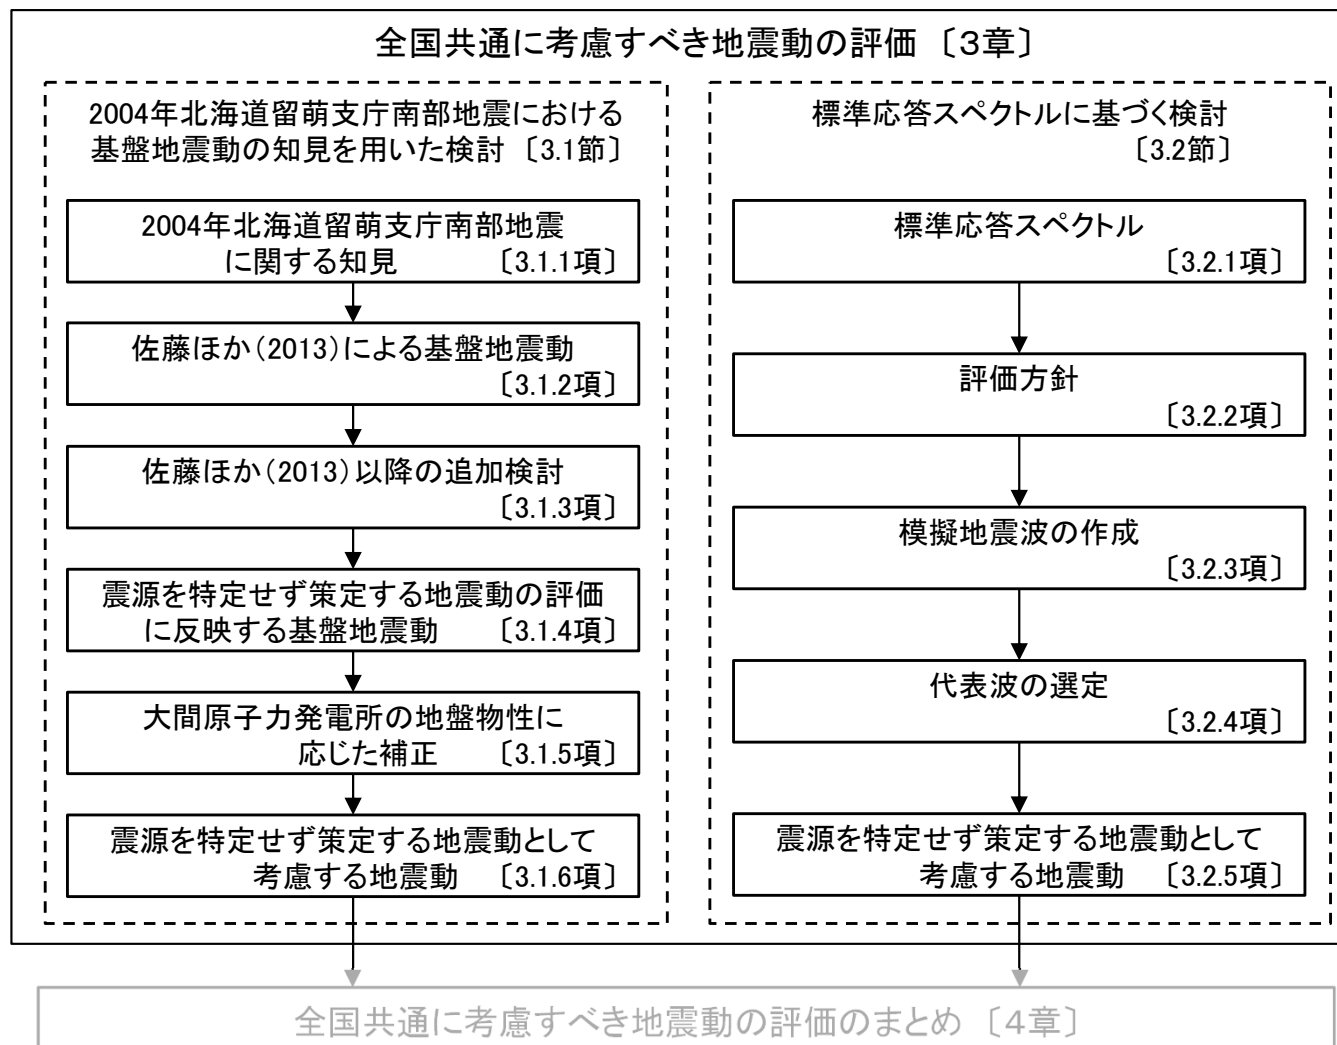 全国共通に考慮すべき地震動の評価〔3章〕
2004年北海道留萌支庁南部地震における
基盤地震動の知見を用いた検討〔3.1節〕
2004年北海道留萌支庁南部地震
に関する知見 〔3.1.1項〕
佐藤ほか(2013)による基盤地震動
〔3.1.2項〕
佐藤ほか(2013)以降の追加検討
〔3.1.3項〕
震源を特定せず策定する地震動の評価
に反映する基盤地震動 〔3.1.4項〕
大間原子力発電所の地盤物性に
応じた補正 〔3.1.5項〕
震源を特定せず策定する地震動として
考慮する地震動 〔3.1.6項〕
標準応答スペクトルに基づく検討
〔3.2節〕
標準応答スペクトル
〔3.2.1項〕
評価方針
〔3.2.2項〕
模擬地震波の作成
〔3.2.3項〕
代表波の選定
〔3.2.4項〕
震源を特定せず策定する地震動として
考慮する地震動 〔3.2.5項〕
全国共通に考慮すべき地震動の評価のまとめ〔4章〕